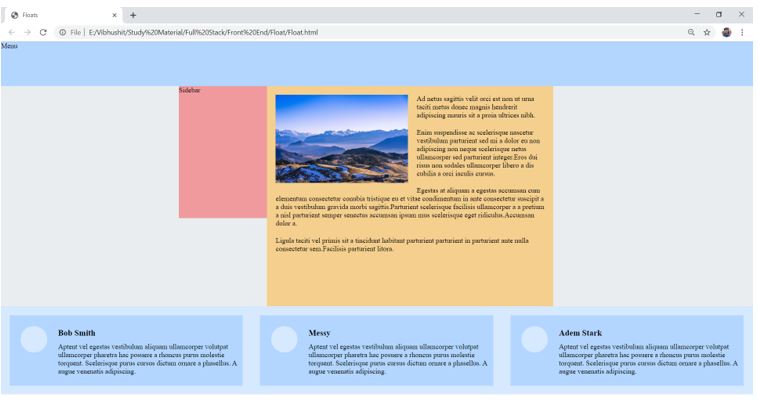 Floats
File | E:/Vibhushit/Study%20Material/Full%20Stack/Front%20End/Float/Float.html
Menu
Sidebar
Ad netus sagittis velit orci est non ut urna
taciti metus donec magnis hendrerit
adipiscing mauris sit a proin ultrices nibh.
Enim suspendisse ac scelerisque nascetur
vestibulum parturient sed mi a dolor eu non
adipiscing non neque scelerisque netus
ullamcorper sed parturient integer.Eros dui
risus non sodales ullamcorper libero a dis
cubilia a orci iaculis cursus.
Egestas at aliquam a egestas accumsan cum
elementum consectetur conubia tristique eu et vitae condimentum in ante consectetur suscipit a
a duis vestibulum gravida morbi sagittis.Parturient scelerisque facilisis ullamcorper a a pretium
a nisl parturient semper senectus accumsan ipsum mus scelerisque eget ridiculus.Accumsan
dolor a.
Ligula taciti vel primis sit a tincidunt habitant parturient parturient in parturient ante nulla
consectetur sem.Facilisis parturient litora.
Bob Smith
Aptent vel egestas vestibulum aliquam ullamcorper volutpat
ullamcorper pharetra hac posuere a rhoncus purus molestie
torquent. Scelerisque purus cursus dictum ornare a phasellus. A
augue venenatis adipiscing.
Messy
Aptent vel egestas vestibulum aliquam ullamcorper volutpat
ullamcorper pharetra hac posuere a rhoncus purus molestie
torquent. Scelerisque purus cursus dictum ornare a phasellus. A
augue venenatis adipiscing.
Adem Stark
Aptent vel egestas vestibulum aliquam ullamcorper volutpat
ullamcorper pharetra hac posuere a rhoncus purus molestie
torquent. Scelerisque purus cursus dictum ornare a phasellus. A
augue venenatis adipiscing.